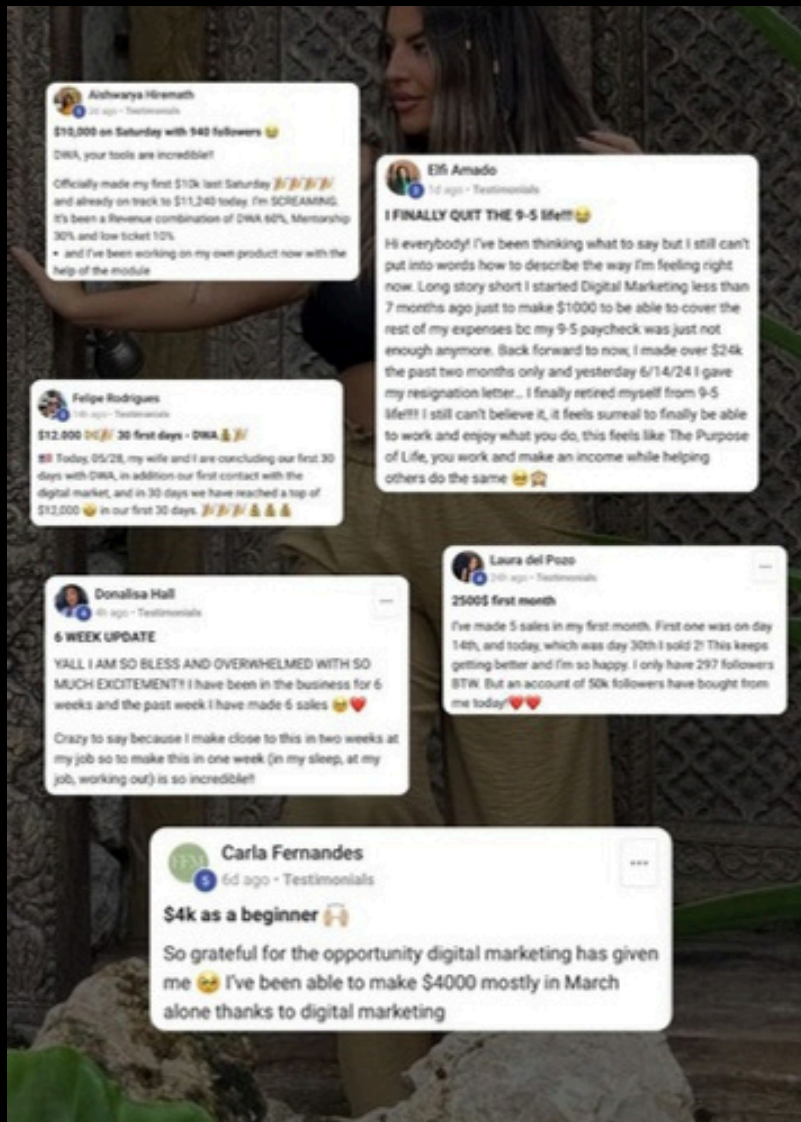 Aishwarya Hiremath
2d ago • Testimonials
$10,000 on Saturday with 940 followers 😭
DWA, your tools are incredible!!
Officially made my first $10k last Saturday
and already on track to $11,240 today. I'm SCREAMING.
It's been a Revenue combination of DWA 60%, Mentorship
30% and low ticket 10%
• and I've been working on my own product now with the
help of the module
Elfi Amado
1d ago • Testimonials
I FINALLY QUIT THE 9-5 life!!!😭
Hi everybody! I've been thinking what to say but I still can't
put into words how to describe the way I'm feeling right
now. Long story short I started Digital Marketing less than
7 months ago just to make $1000 to be able to cover the
rest of my expenses bc my 9-5 paycheck was just not
enough anymore. Back forward to now, I made over $24k
the past two months only and yesterday 6/14/24 I gave
my resignation letter... I finally retired myself from 9-5
life!!!! I still can't believe it, it feels surreal to finally be able
to work and enjoy what you do, this feels like The Purpose
of Life, you work and make an income while helping
others do the same 🥹🙈
Felipe Rodrigues
14h ago • Testimonials
$12.000 30 first days - DWA
Today, 05/28, my wife and I are concluding our first 30
days with DWA, in addition our first contact with the
digital market, and in 30 days we have reached a top of
$12,000 in our first 30 days.
Donalisa Hall
4h ago • Testimonials
6 WEEK UPDATE
YALL I AM SO BLESS AND OVERWHELMED WITH SO
MUCH EXCITEMENT!! I have been in the business for 6
weeks and the past week I have made 6 sales 🥹❤️
Crazy to say because I make close to this in two weeks at
my job so to make this in one week (in my sleep, at my
job, working out) is so incredible!!
Laura del Pozo
24h ago • Testimonials
2500$ first month
I've made 5 sales in my first month. First one was on day
14th, and today, which was day 30th I sold 2! This keeps
getting better and I'm so happy. I only have 297 followers
BTW. But an account of 50k followers have bought from
me today!❤️❤️
FFM
5
Carla Fernandes
6d ago • Testimonials
$4k as a beginner 🙌🏼
So grateful for the opportunity digital marketing has given
me 🥹 I've been able to make $4000 mostly in March
alone thanks to digital marketing